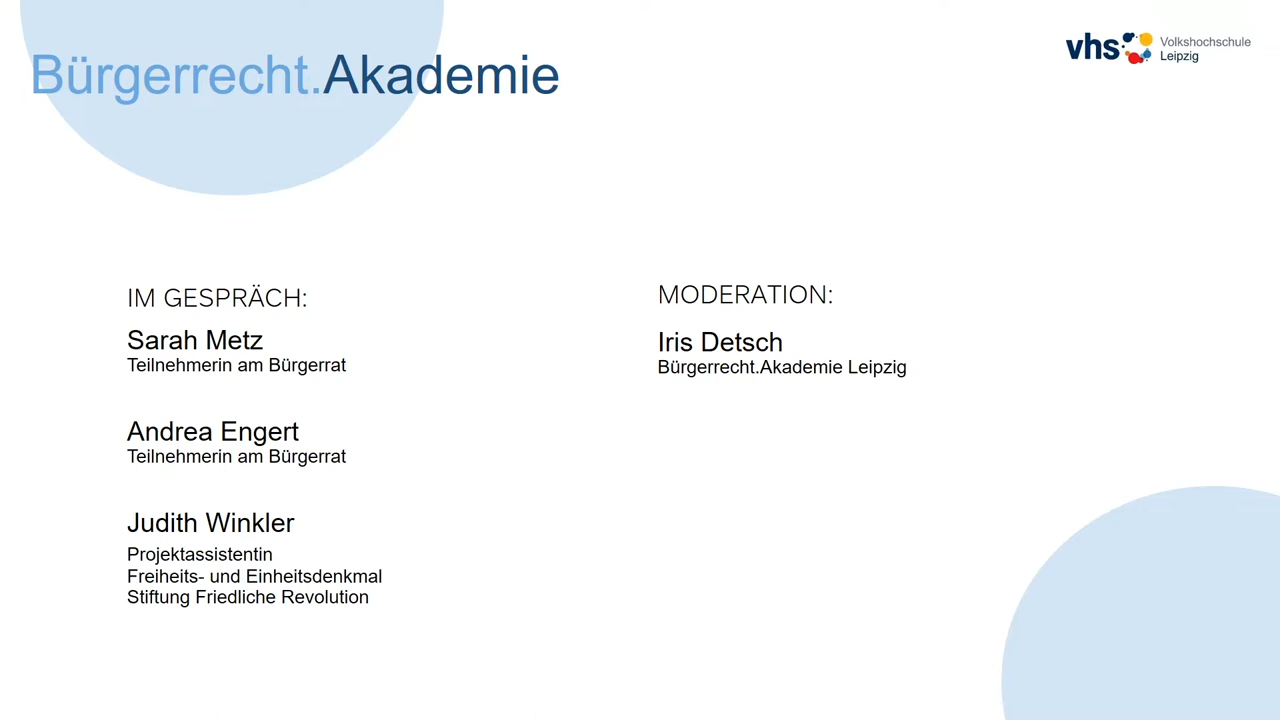 Bürgerrecht.Akademie
vhs Volkshochschule
Leipzig
IM GESPRÄCH:
Sarah Metz
Teilnehmerin am Bürgerrat
Andrea Engert
Teilnehmerin am Bürgerrat
Judith Winkler
Projektassistentin
Freiheits- und Einheitsdenkmal
Stiftung Friedliche Revolution
MODERATION:
Iris Detsch
Bürgerrecht.Akademie Leipzig